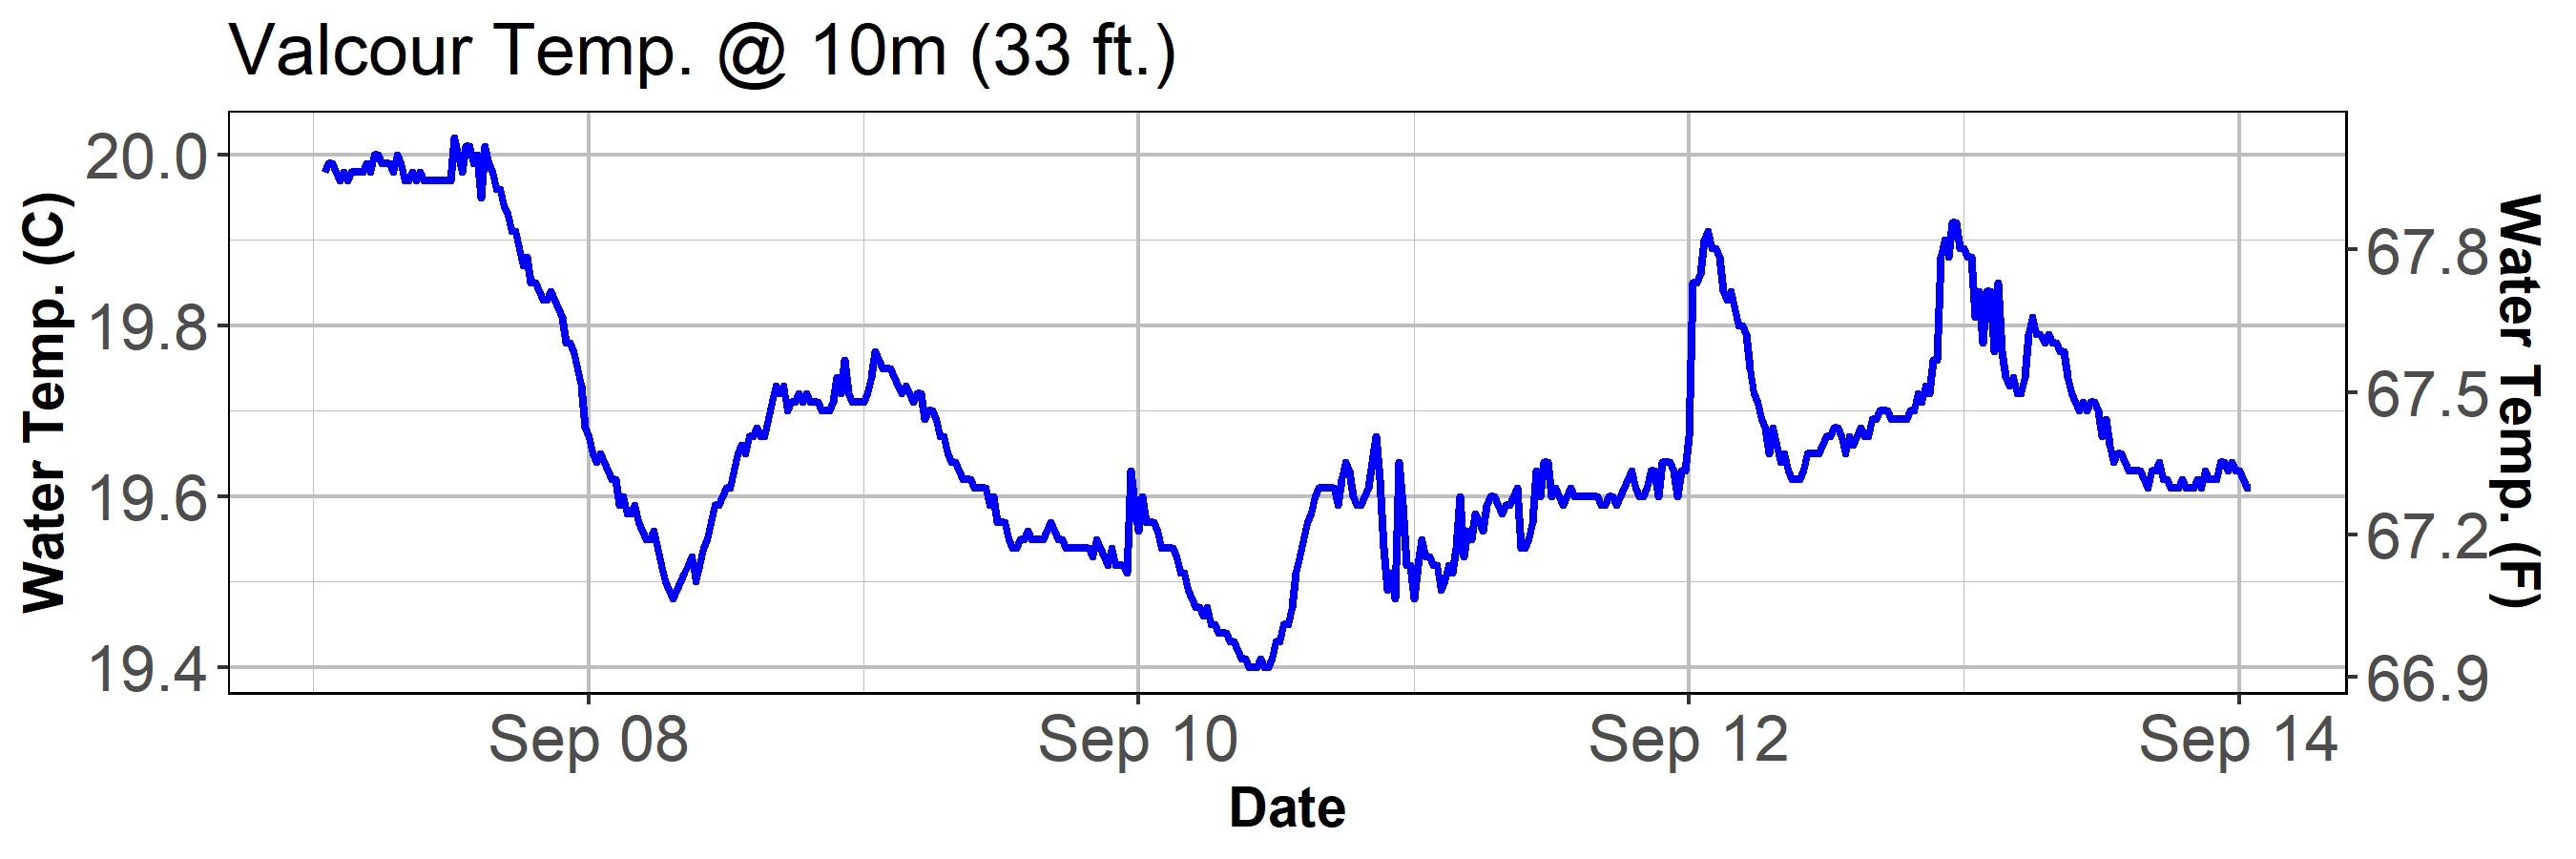 Valcour Temp. @ 10m (33 ft.)
Water Temp. (C)
20.0
19.8
19.6
19.4
Water Temp. (F)
67.8
67.5
67.2
66.9
Sep 08 Sep 10 Sep 12 Sep 14
Date